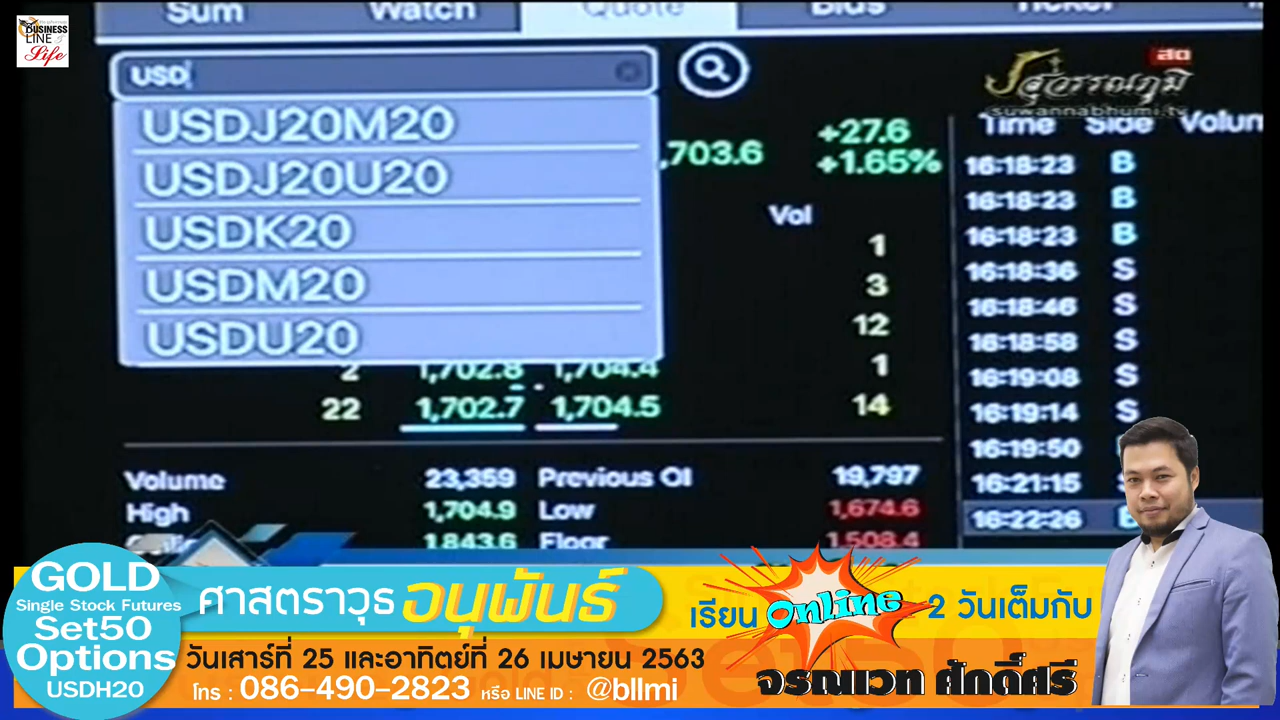 BUSINESS
LINE &
Life
Sum Watch Quote Bids Ticker
USD
USDJ20M20
USDJ20U20
USDK20
USDM20
USDU20
,703.6
+27.6
+1.65%
Vol
1
3
12
2 1,702.8 1,704.4 1
22 1,702.7 1,704.5 14
Volume 23,359 Previous OI 19,797
High 1,704.9 Low 1,674.6
1,843.6 Floor 1,508.4
สด
สุวรรณภูมิ
suwannabhumi.tv
Time Side Volum
16:18:23 B
16:18:23 B
16:18:23 B
16:18:36 S
16:18:46 S
16:18:58 S
16:19:08 S
16:19:14 S
16:19:50
16:21:15
16:22:26
GOLD
Single Stock Futures
Set50
Options
USDH20
ศาสตราวุธ อนุพันธ์
เรียน Online 2 วันเต็มกับ
วันเสาร์ที่ 25 และอาทิตย์ที่ 26 เมษายน 2563
โทร : 086-490-2823 หรือ LINE ID : @bllmi
จรณเวท ศักดิ์ศรี